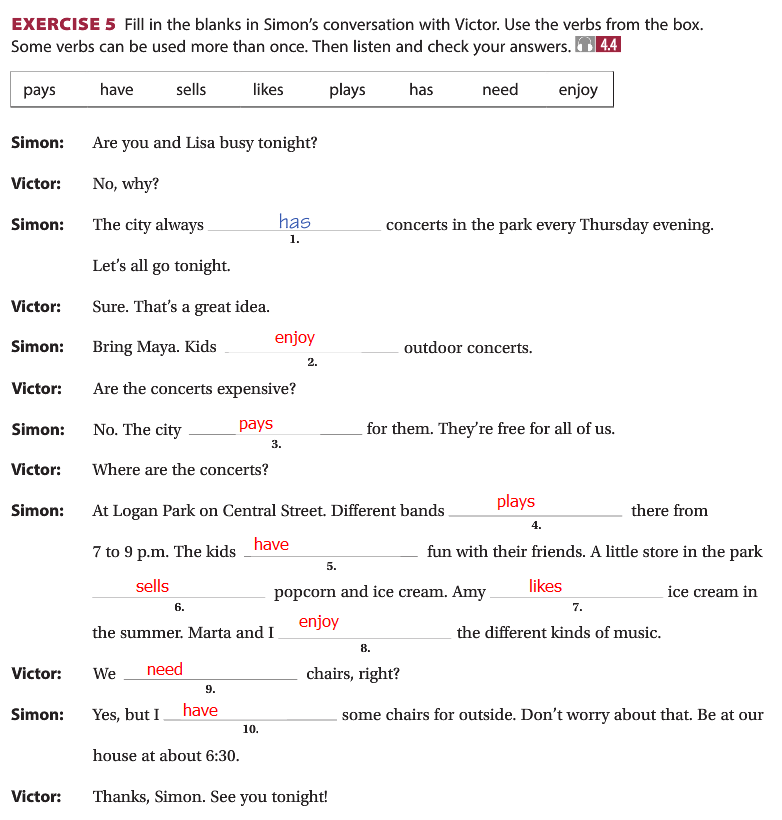 EXERCISE 5 Fill in the blanks in Simon's conversation with Victor. Use the verbs from the box.
Some verbs can be used more than once. Then listen and check your answers. 4.4
pays have sells likes plays has need enjoy
Simon: Are you and Lisa busy tonight?
Victor: No, why?
Simon: The city always has concerts in the park every Thursday evening.
1.
Let's all go tonight.
Victor: Sure. That's a great idea.
Simon: Bring Maya. Kids enjoy outdoor concerts.
2.
Victor: Are the concerts expensive?
Simon: No. The city pays for them. They're free for all of us.
3.
Victor: Where are the concerts?
Simon: At Logan Park on Central Street. Different bands plays there from
4.
7 to 9 p.m. The kids have fun with their friends. A little store in the park
5.
sells popcorn and ice cream. Amy likes ice cream in
6. 7.
the summer. Marta and I enjoy the different kinds of music.
8.
Victor: We need chairs, right?
9.
Simon: Yes, but I have some chairs for outside. Don't worry about that. Be at our
10.
house at about 6:30.
Victor: Thanks, Simon. See you tonight!